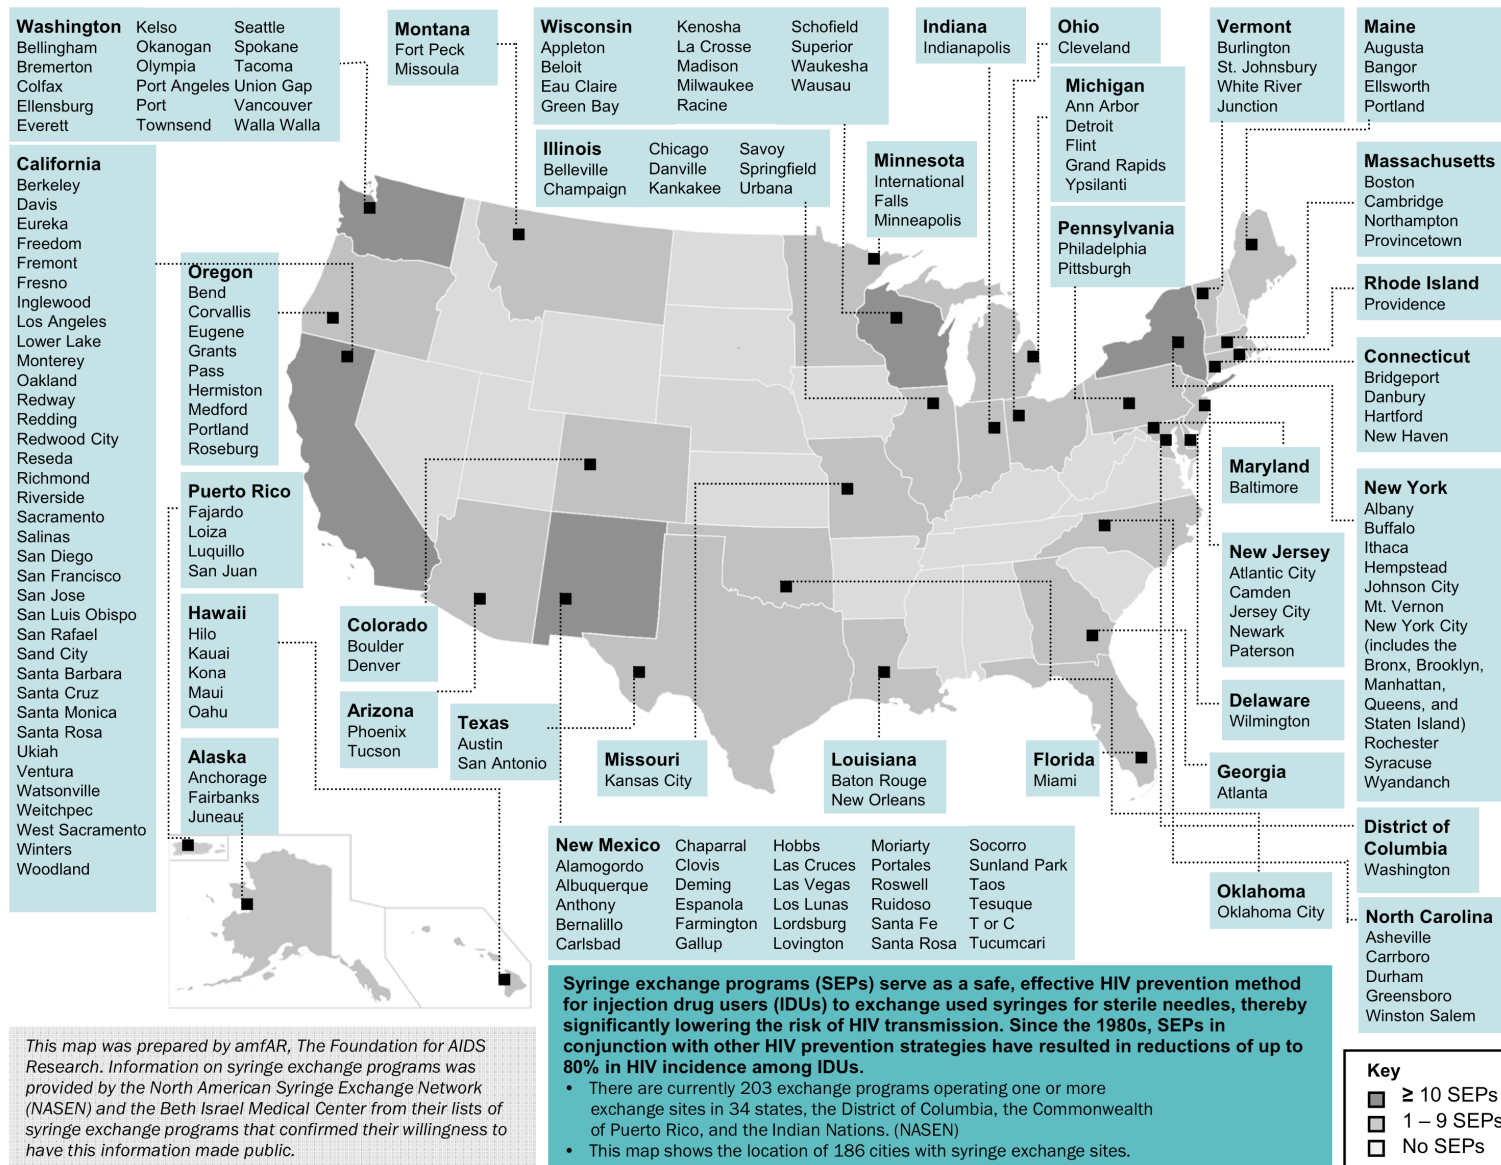 Washington
Bellingham
Bremerton
Colfax
Ellensburg
Everett
Kelso
Okanogan
Olympia
Port Angeles
Port
Townsend
Seattle
Spokane
Tacoma
Union Gap
Vancouver
Walla Walla
Montana
Fort Peck
Missoula
Wisconsin
Appleton
Beloit
Eau Claire
Green Bay
Kenosha
La Crosse
Madison
Milwaukee
Racine
Schofield
Superior
Waukesha
Wausau
Indiana
Indianapolis
Ohio
Cleveland
Michigan
Ann Arbor
Detroit
Flint
Grand Rapids
Ypsilanti
Vermont
Burlington
St. Johnsbury
White River
Junction
Maine
Augusta
Bangor
Ellsworth
Portland
Illinois
Belleville
Champaign
Chicago
Danville
Kankakee
Savoy
Springfield
Urbana
Minnesota
International
Falls
Minneapolis
Pennsylvania
Philadelphia
Pittsburgh
Massachusetts
Boston
Cambridge
Northampton
Provincetown
Rhode Island
Providence
Connecticut
Bridgeport
Danbury
Hartford
New Haven
California
Berkeley
Davis
Eureka
Freedom
Fremont
Fresno
Inglewood
Los Angeles
Lower Lake
Monterey
Oakland
Redway
Redding
Redwood City
Reseda
Richmond
Riverside
Sacramento
Salinas
San Diego
San Francisco
San Jose
San Luis Obispo
San Rafael
Sand City
Santa Barbara
Santa Cruz
Santa Monica
Santa Rosa
Ukiah
Ventura
Watsonville
Weitchpec
West Sacramento
Winters
Woodland
Oregon
Bend
Corvallis
Eugene
Grants
Pass
Hermiston
Medford
Portland
Roseburg
Puerto Rico
Fajardo
Loiza
Luquillo
San Juan
Hawaii
Hilo
Kauai
Kona
Maui
Oahu
Alaska
Anchorage
Fairbanks
Juneau
Colorado
Boulder
Denver
Arizona
Phoenix
Tucson
Texas
Austin
San Antonio
Missouri
Kansas City
Louisiana
Baton Rouge
New Orleans
Florida
Miami
Maryland
Baltimore
New Jersey
Atlantic City
Camden
Jersey City
Newark
Paterson
Delaware
Wilmington
Georgia
Atlanta
Oklahoma
Oklahoma City
New York
Albany
Buffalo
Ithaca
Hempstead
Johnson City
Mt. Vernon
New York City
(includes the
Bronx, Brooklyn,
Manhattan,
Queens, and
Staten Island)
Rochester
Syracuse
Wyandanch
District of
Columbia
Washington
North Carolina
Asheville
Carrboro
Durham
Greensboro
Winston Salem
New Mexico
Alamogordo
Albuquerque
Anthony
Bernalillo
Carlsbad
Chaparral
Clovis
Deming
Espanola
Farmington
Gallup
Hobbs
Las Cruces
Las Vegas
Los Lunas
Lordsburg
Lovington
Moriarty
Portales
Roswell
Ruidoso
Santa Fe
Santa Rosa
Socorro
Sunland Park
Taos
Tesuque
T or C
Tucumcari
Syringe exchange programs (SEPs) serve as a safe, effective HIV prevention method
for injection drug users (IDUs) to exchange used syringes for sterile needles, thereby
significantly lowering the risk of HIV transmission. Since the 1980s, SEPs in
conjunction with other HIV prevention strategies have resulted in reductions of up to
80% in HIV incidence among IDUs.
• There are currently 203 exchange programs operating one or more
exchange sites in 34 states, the District of Columbia, the Commonwealth
of Puerto Rico, and the Indian Nations. (NASEN)
• This map shows the location of 186 cities with syringe exchange sites.
This map was prepared by amfAR, The Foundation for AIDS
Research. Information on syringe exchange programs was
provided by the North American Syringe Exchange Network
(NASEN) and the Beth Israel Medical Center from their lists of
syringe exchange programs that confirmed their willingness to
have this information made public.
Key
≥ 10 SEPs
1 – 9 SEPs
No SEPs